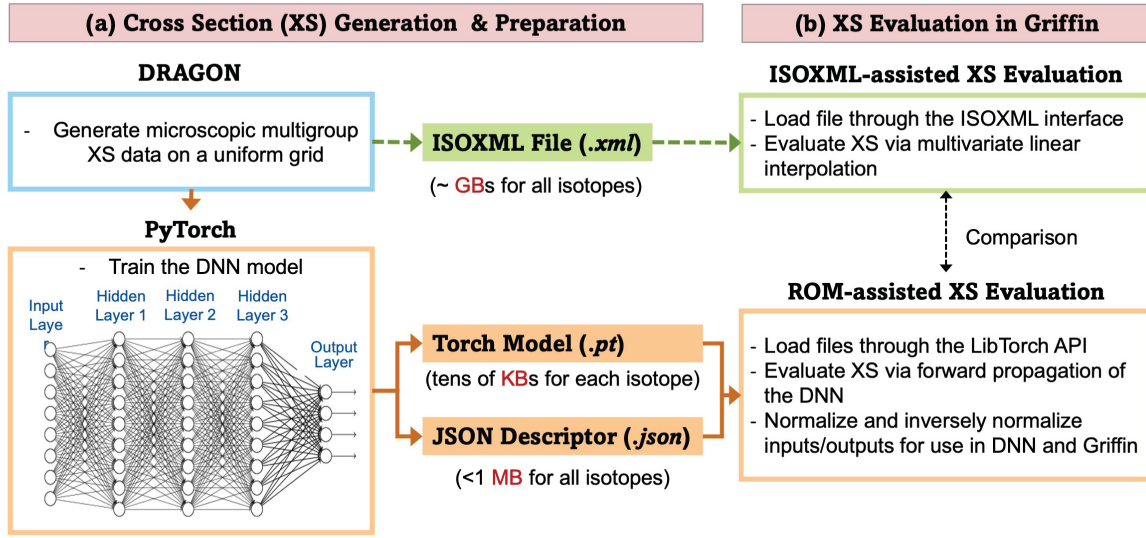 (a) Cross Section (XS) Generation & Preparation
(b) XS Evaluation in Griffin
DRAGON
- Generate microscopic multigroup
XS data on a uniform grid
ISOXML File (.xml)
(~ GBs for all isotopes)
ISOXML-assisted XS Evaluation
- Load file through the ISOXML interface
- Evaluate XS via multivariate linear
interpolation
Comparison
PyTorch
- Train the DNN model
Input
Laye
r
Hidden
Layer 1
Hidden
Layer 2
Hidden
Layer 3
Output
Layer
Torch Model (.pt)
(tens of KBs for each isotope)
JSON Descriptor (.json)
(<1 MB for all isotopes)
ROM-assisted XS Evaluation
- Load files through the LibTorch API
- Evaluate XS via forward propagation of
the DNN
- Normalize and inversely normalize
inputs/outputs for use in DNN and Griffin